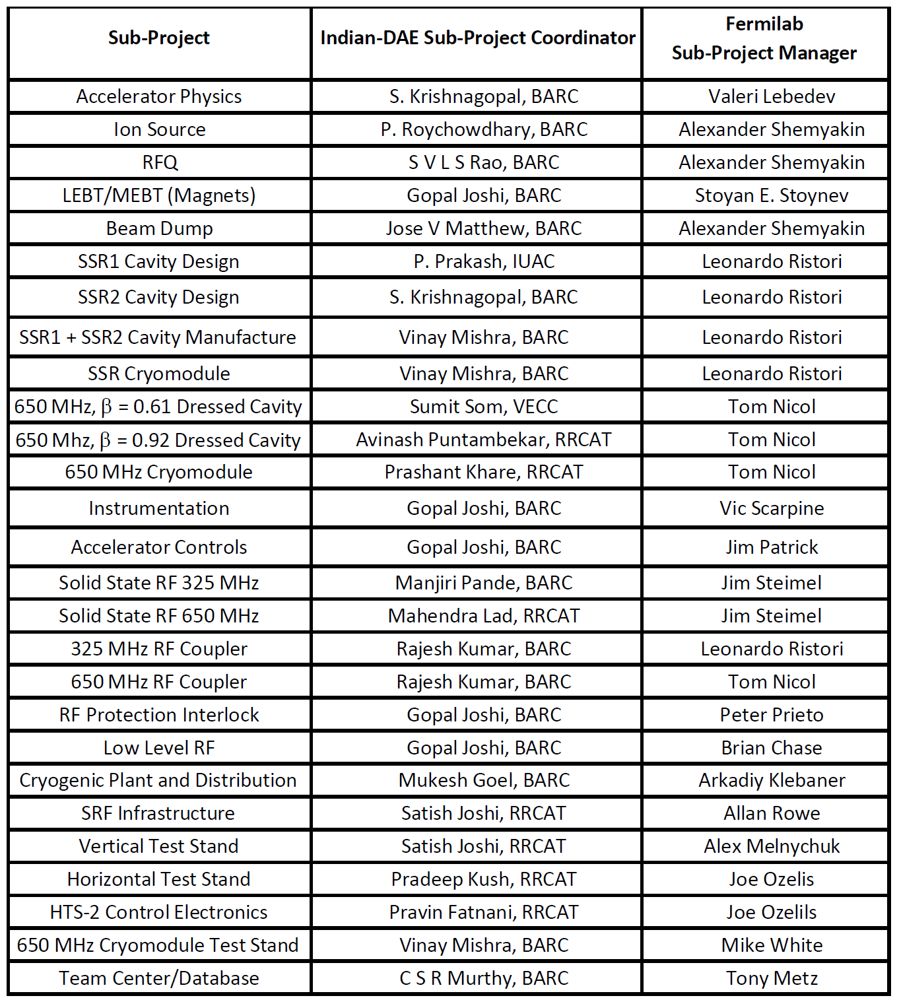 Sub-Project Indian-DAE Sub-Project Coordinator Fermilab
Sub-Project Manager
Accelerator Physics S. Krishnagopal, BARC Valeri Lebedev
Ion Source P. Roychowdhary, BARC Alexander Shemyakin
RFQ S V L S Rao, BARC Alexander Shemyakin
LEBT/MEBT (Magnets) Gopal Joshi, BARC Stoyan E. Stoynev
Beam Dump Jose V Matthew, BARC Alexander Shemyakin
SSR1 Cavity Design P. Prakash, IUAC Leonardo Ristori
SSR2 Cavity Design S. Krishnagopal, BARC Leonardo Ristori
SSR1 + SSR2 Cavity Manufacture Vinay Mishra, BARC Leonardo Ristori
SSR Cryomodule Vinay Mishra, BARC Leonardo Ristori
650 MHz, β = 0.61 Dressed Cavity Sumit Som, VECC Tom Nicol
650 Mhz, β = 0.92 Dressed Cavity Avinash Puntambekar, RRCAT Tom Nicol
650 MHz Cryomodule Prashant Khare, RRCAT Tom Nicol
Instrumentation Gopal Joshi, BARC Vic Scarpine
Accelerator Controls Gopal Joshi, BARC Jim Patrick
Solid State RF 325 MHz Manjiri Pande, BARC Jim Steimel
Solid State RF 650 MHz Mahendra Lad, RRCAT Jim Steimel
325 MHz RF Coupler Rajesh Kumar, BARC Leonardo Ristori
650 MHz RF Coupler Rajesh Kumar, BARC Tom Nicol
RF Protection Interlock Gopal Joshi, BARC Peter Prieto
Low Level RF Gopal Joshi, BARC Brian Chase
Cryogenic Plant and Distribution Mukesh Goel, BARC Arkadiy Klebaner
SRF Infrastructure Satish Joshi, RRCAT Allan Rowe
Vertical Test Stand Satish Joshi, RRCAT Alex Melnychuk
Horizontal Test Stand Pradeep Kush, RRCAT Joe Ozelis
HTS-2 Control Electronics Pravin Fatnani, RRCAT Joe Ozelils
650 MHz Cryomodule Test Stand Vinay Mishra, BARC Mike White
Team Center/Database C S R Murthy, BARC Tony Metz